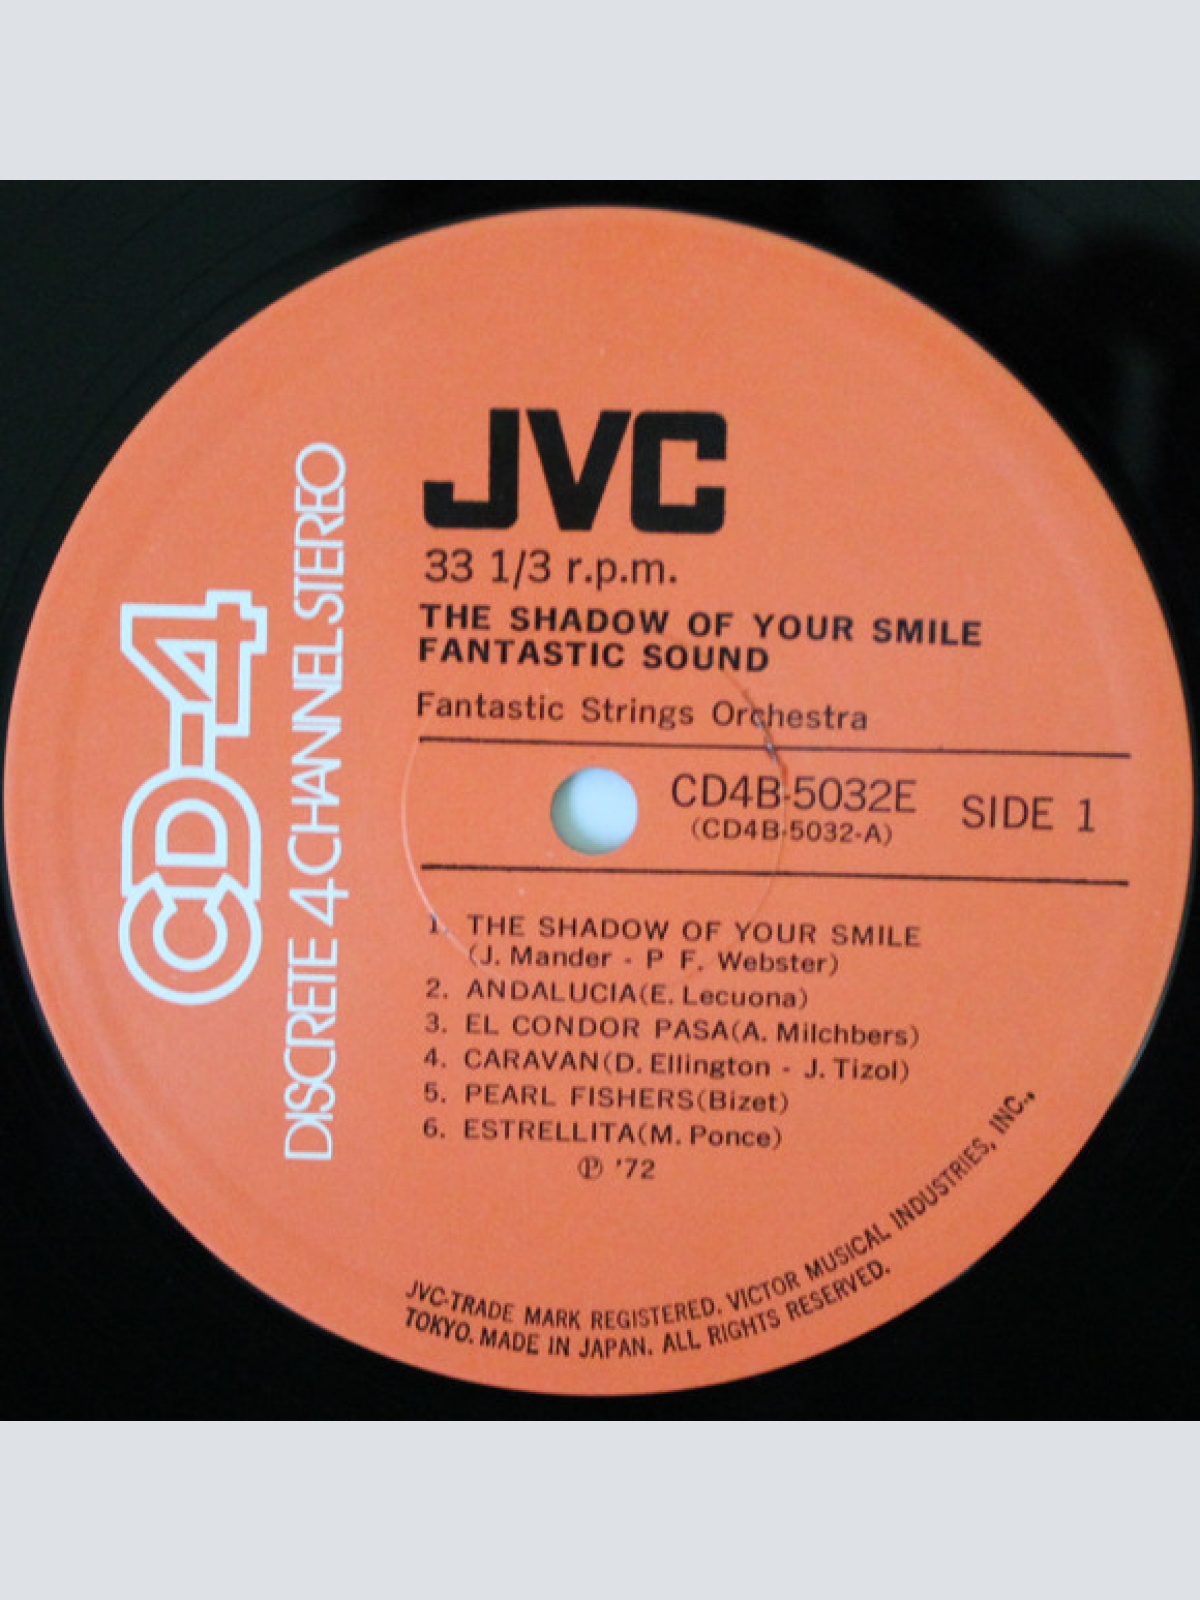 JVC
33 1/3 r.p.m.
THE SHADOW OF YOUR SMILE
FANTASTIC SOUND
Fantastic Strings Orchestra
CD4B-5032E SIDE 1
(CD4B-5032-A)
1. THE SHADOW OF YOUR SMILE
(J. Mander - P F. Webster)
2. ANDALUCIA(E. Lecuona)
3. EL CONDOR PASA(A. Milchbers)
4. CARAVAN(D. Ellington - J. Tizol)
5. PEARL FISHERS(Bizet)
6. ESTRELLITA(M. Ponce)
Ⓟ '72
CD-4
DISCRETE 4 CHANNEL STEREO
JVC-TRADE MARK REGISTERED. VICTOR MUSICAL INDUSTRIES, INC.,
TOKYO. MADE IN JAPAN. ALL RIGHTS RESERVED.